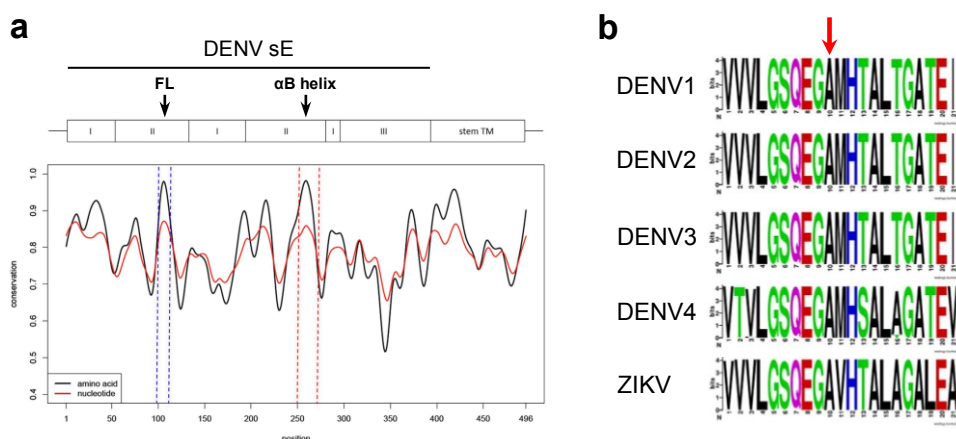 a
DENV sE
FL
αB helix
I
II
I
II
I
III
stem TM
conservation
1.0
0.9
0.8
0.7
0.6
0.5
0.4
amino acid
nucleotide
1
50
100
150
200
250
300
350
400
450
496
position
b
DENV1
VVVLGSQEGAMHTALTGATEI
DENV2
VVVLGSQEGAMHTALTGATEI
DENV3
VVVLGSQEGAMHTALTGATEI
DENV4
VTVLGSQEGAMHSALAGATEV
ZIKV
VVVLGSQEGAVHTALAGALEA